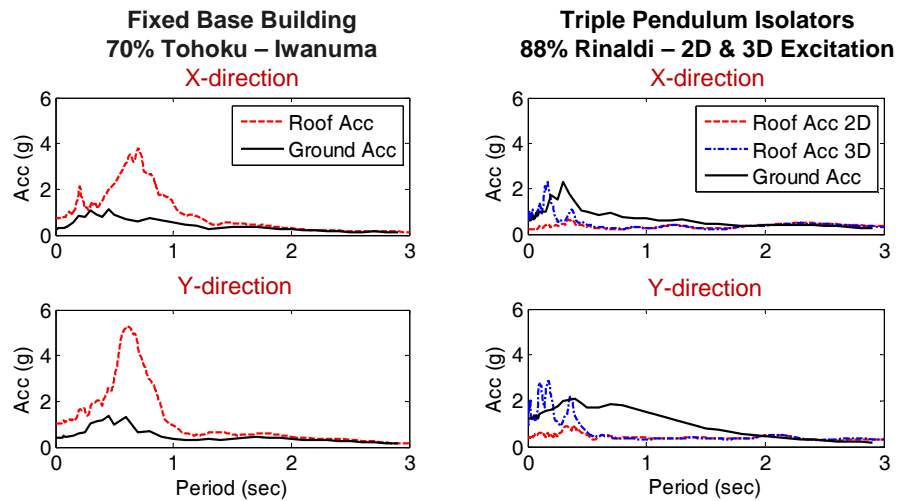 Fixed Base Building
70% Tohoku – Iwanuma
X-direction
6
4
2
0
Acc (g)
Roof Acc
Ground Acc
0
1
2
3
Y-direction
6
4
2
0
Acc (g)
0
1
2
3
Period (sec)
Triple Pendulum Isolators
88% Rinaldi – 2D & 3D Excitation
X-direction
6
4
2
0
Acc (g)
Roof Acc 2D
Roof Acc 3D
Ground Acc
0
1
2
3
Y-direction
6
4
2
0
Acc (g)
0
1
2
3
Period (sec)